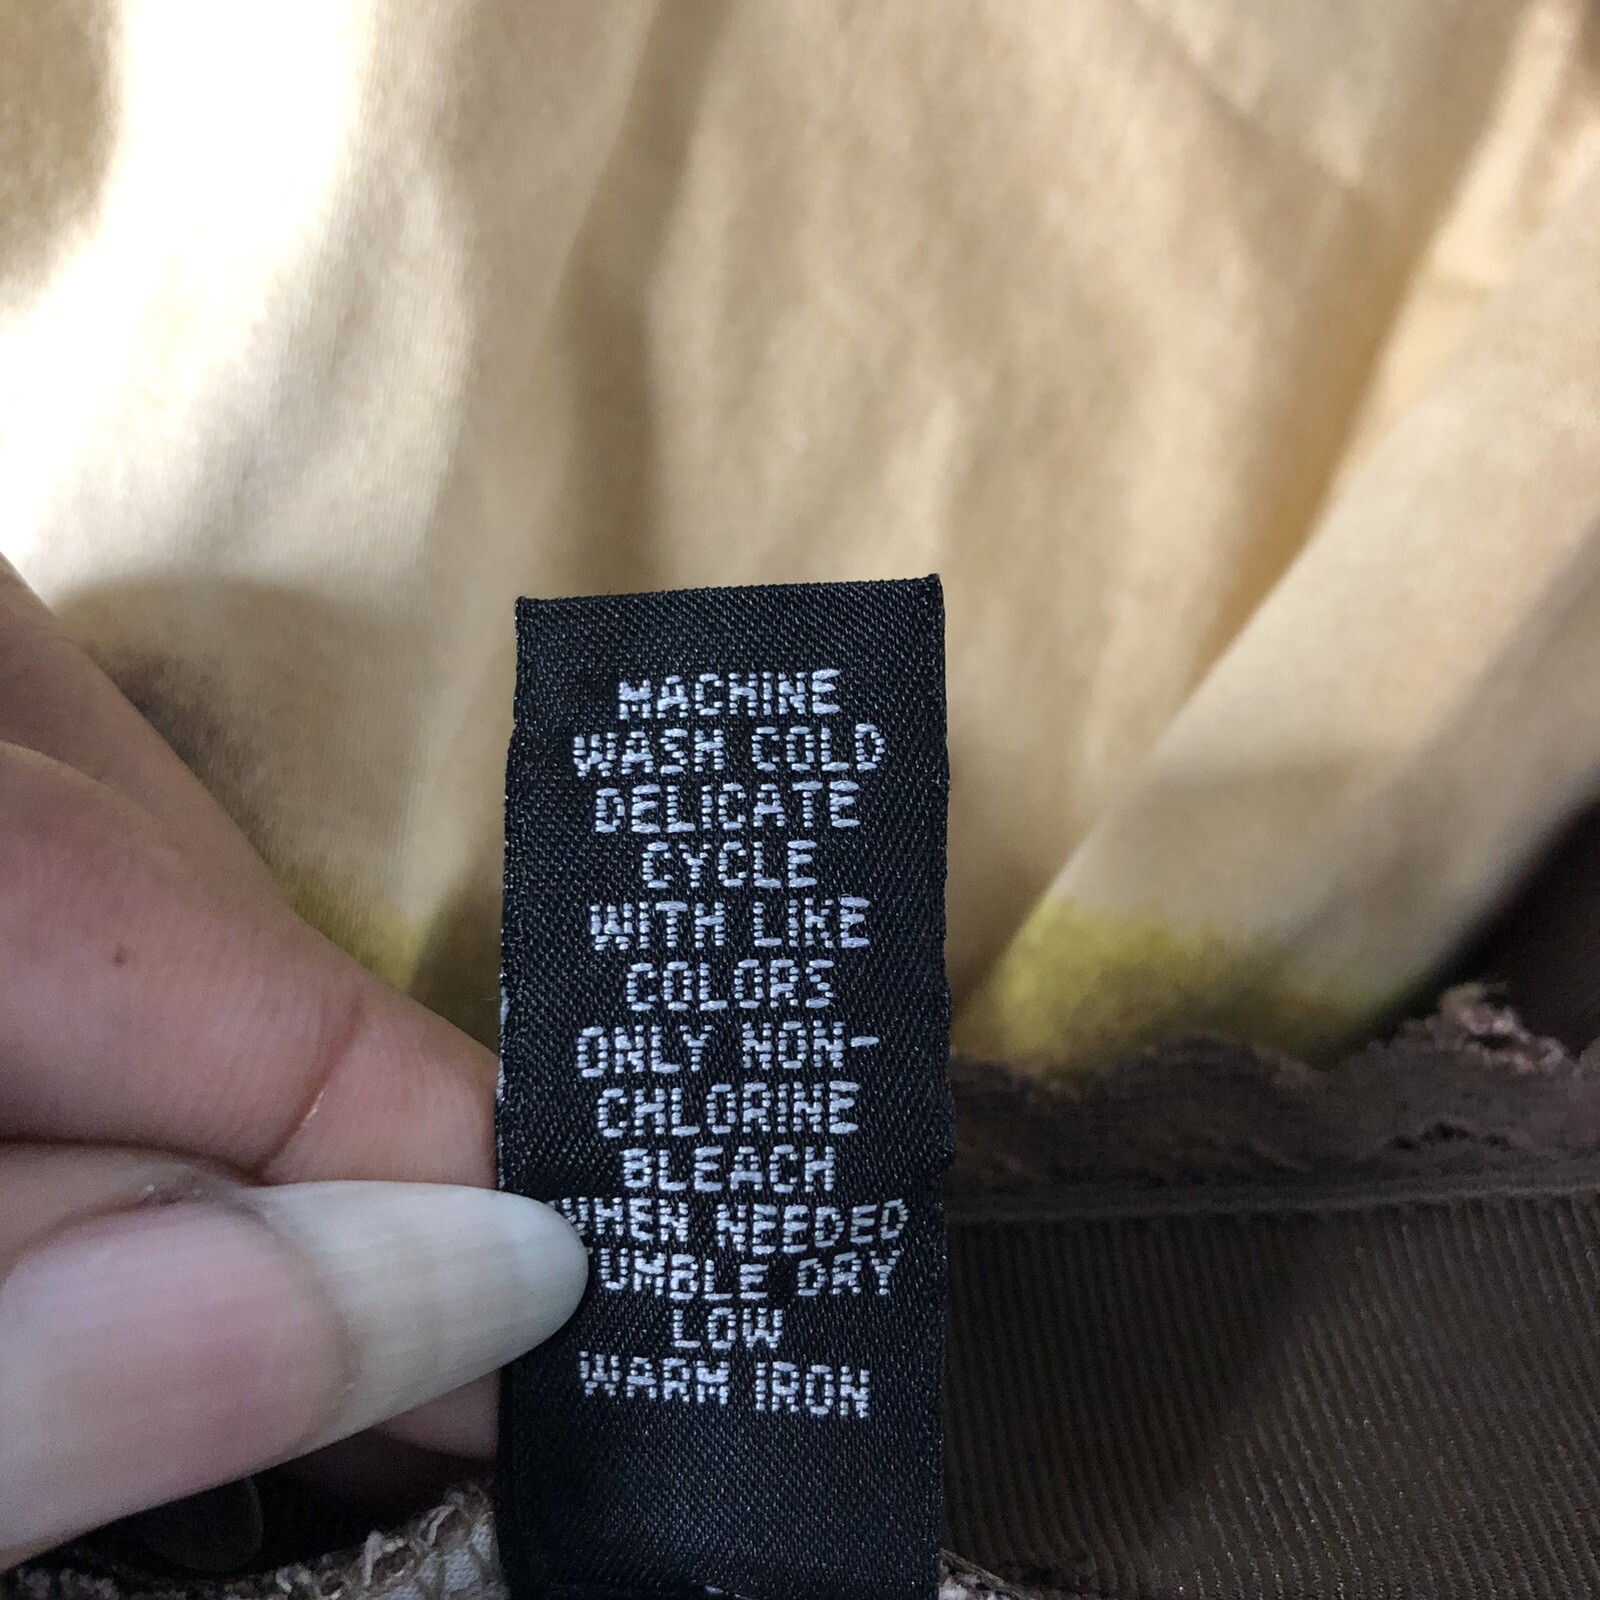 MACHINE
WASH COLD
DELICATE
CYCLE
WITH LIKE
COLORS
ONLY NON-
CHLORINE
BLEACH
WHEN NEEDED
TUMBLE DRY
LOW
WARM IRON